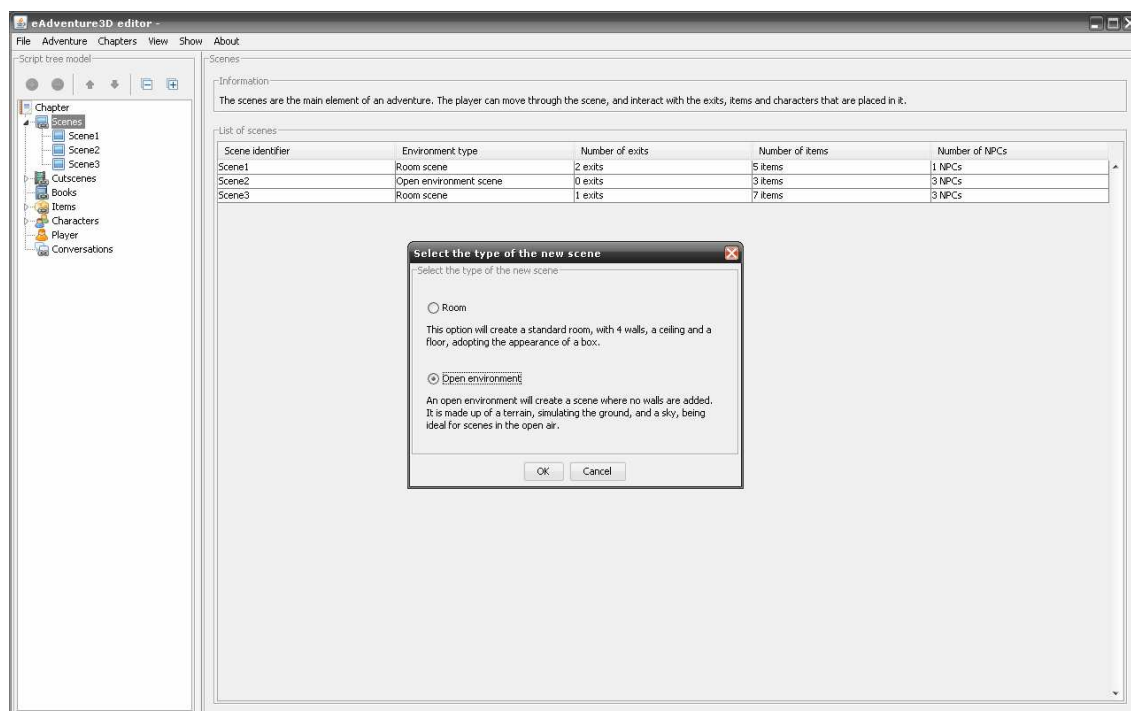 eAdventure3D editor -
File Adventure Chapters View Show About
Script tree model
Chapter
Scenes
Scene1
Scene2
Scene3
Cutscenes
Books
Items
Characters
Player
Conversations
Scenes
Information
The scenes are the main element of an adventure. The player can move through the scene, and interact with the exits, items and characters that are placed in it.
List of scenes
Scene identifier Environment type Number of exits Number of items Number of NPCs
Scene1 Room scene 2 exits 5 items 1 NPCs
Scene2 Open environment scene 0 exits 3 items 3 NPCs
Scene3 Room scene 1 exits 7 items 3 NPCs
Select the type of the new scene
Select the type of the new scene
Room
This option will create a standard room, with 4 walls, a ceiling and a
floor, adopting the appearance of a box.
Open environment
An open environment will create a scene where no walls are added.
It is made up of a terrain, simulating the ground, and a sky, being
ideal for scenes in the open air.
OK Cancel